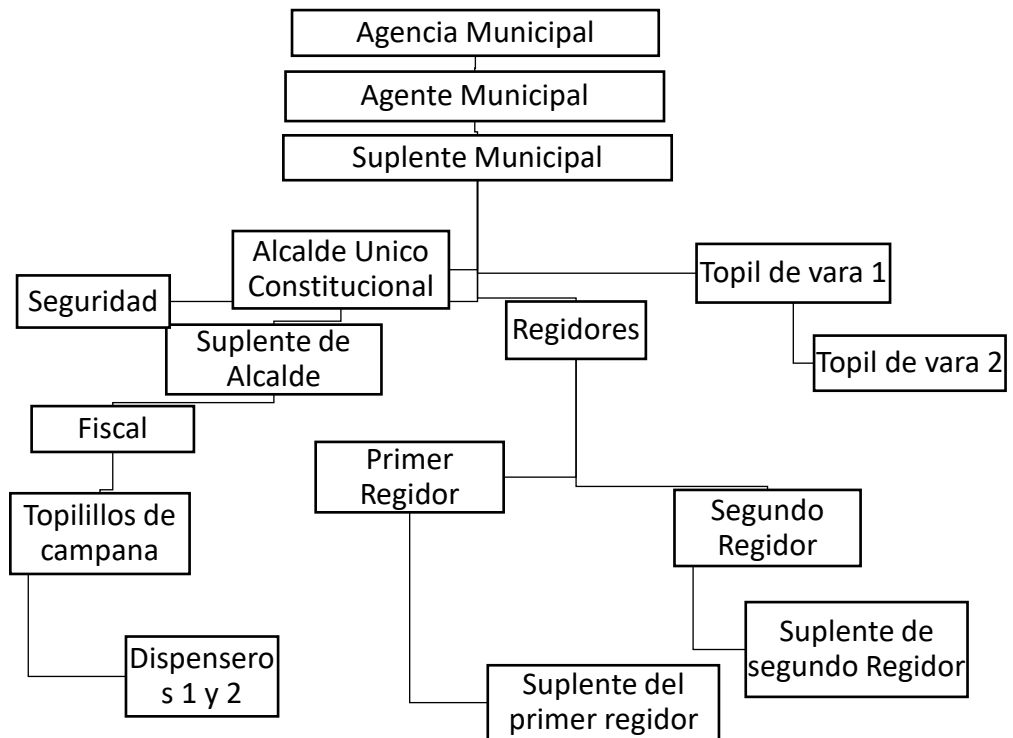 Agencia Municipal
Agente Municipal
Suplente Municipal
Alcalde Unico
Constitucional
Topil de vara 1
Seguridad
Suplente de
Alcalde
Regidores
Topil de vara 2
Fiscal
Primer
Regidor
Topilillos de
campana
Segundo
Regidor
Dispensero
s 1 y 2
Suplente de
segundo Regidor
Suplente del
primer regidor